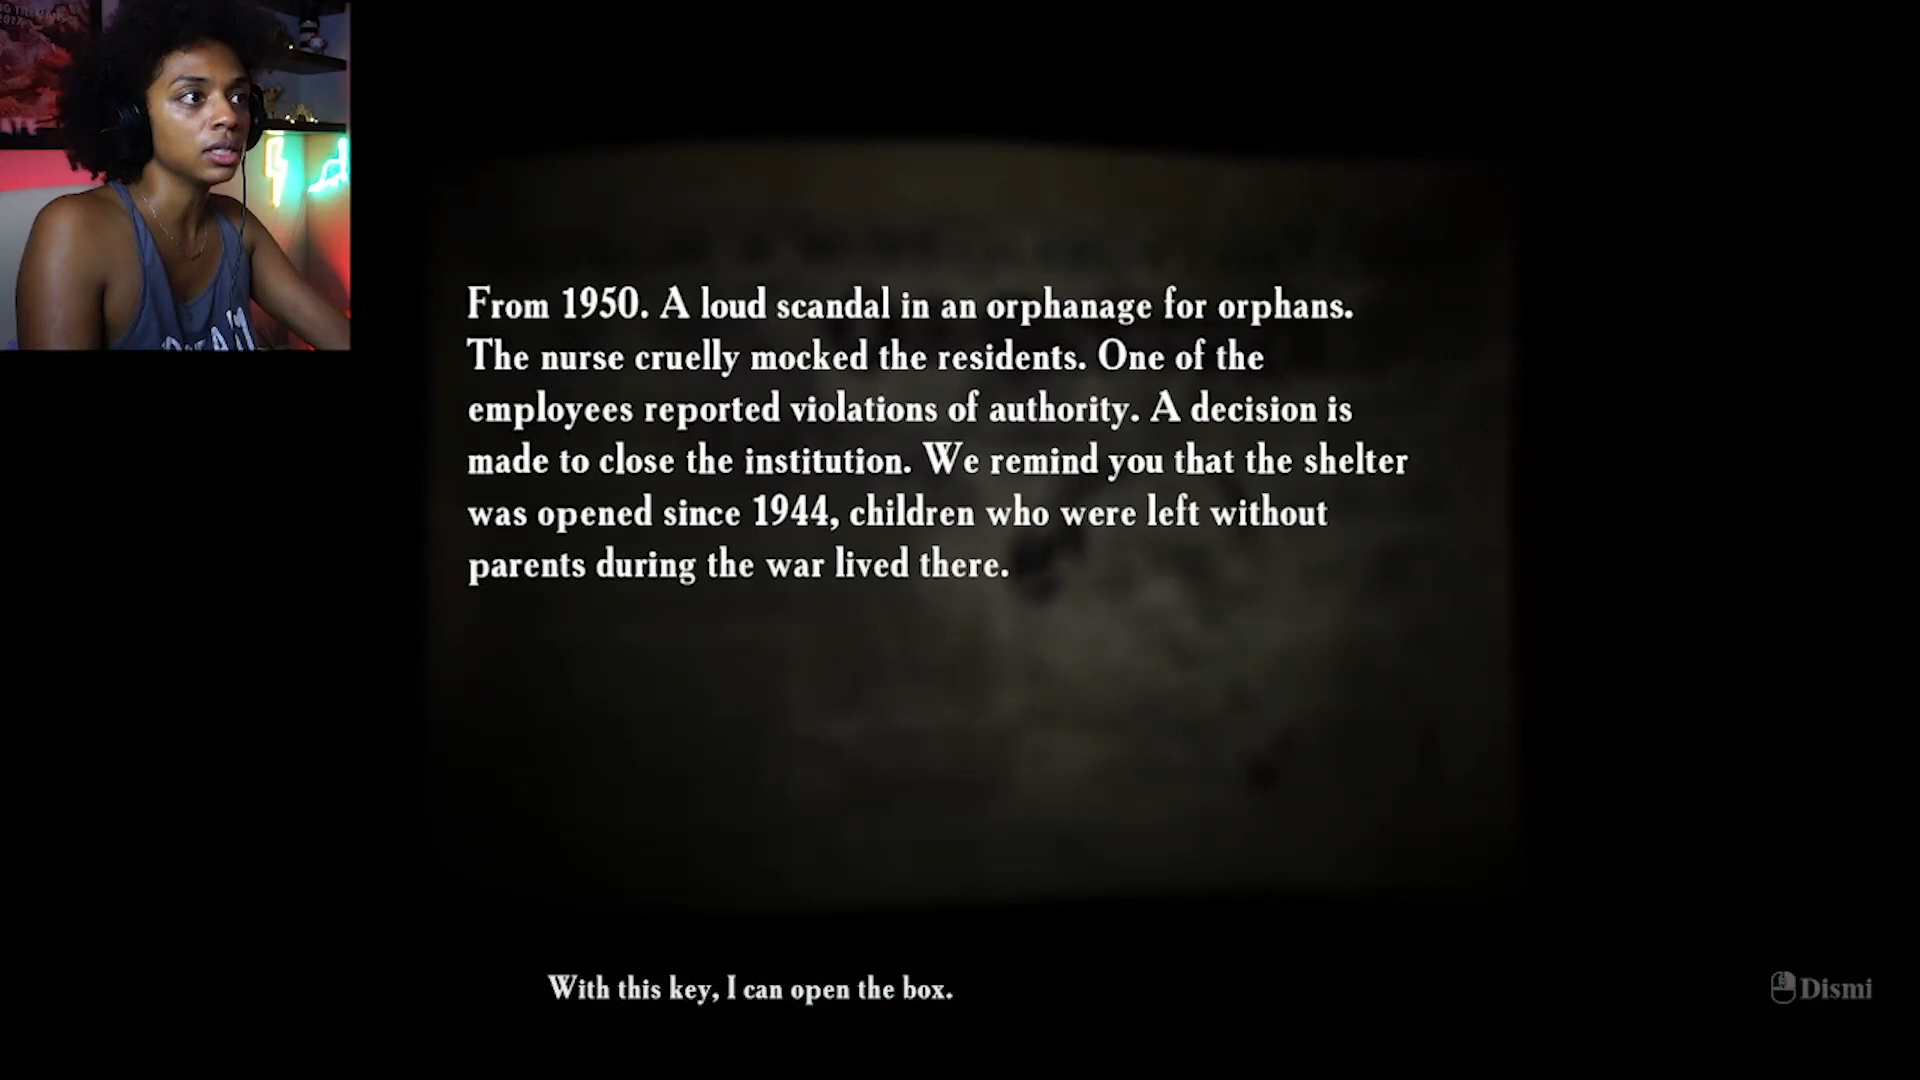 From 1950. A loud scandal in an orphanage for orphans.
The nurse cruelly mocked the residents. One of the
employees reported violations of authority. A decision is
made to close the institution. We remind you that the shelter
was opened since 1944, children who were left without
parents during the war lived there.
With this key, I can open the box.
Dismi